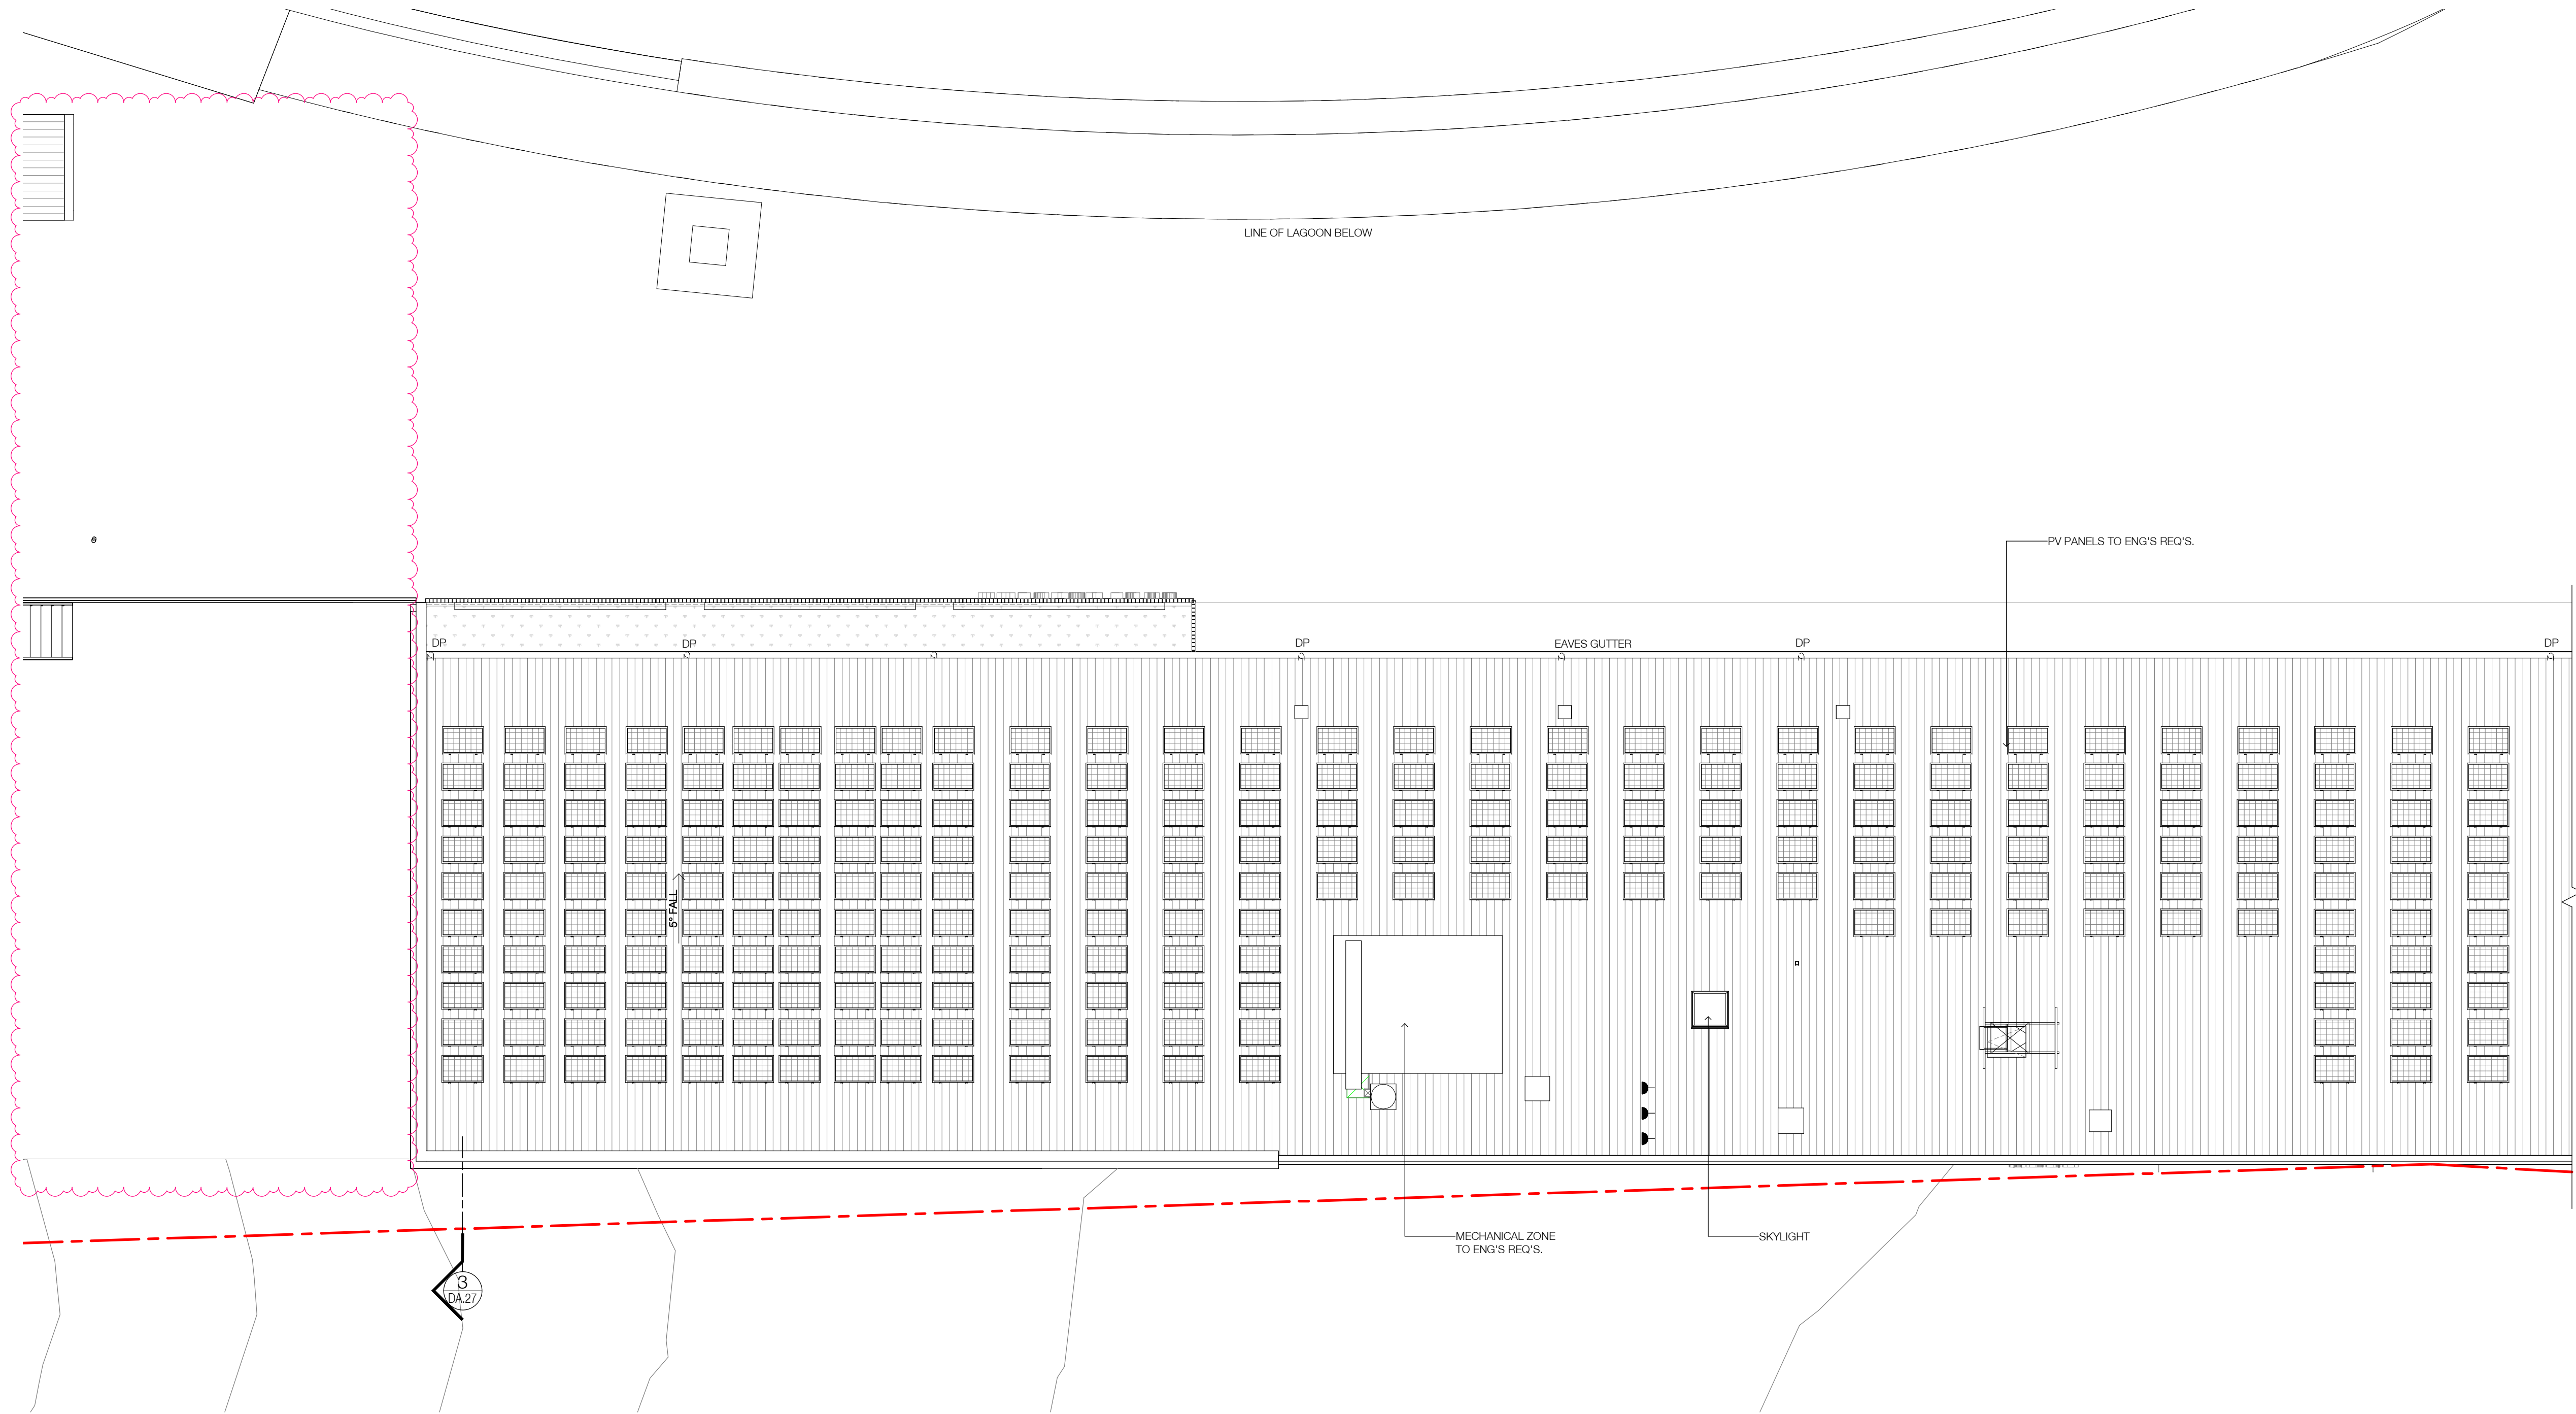 LINE OF LAGOON BELOW
PV PANELS TO ENG'S REQ'S.
DP
DP
DP
EAVES GUTTER
DP
DP
5° FALL
MECHANICAL ZONE
TO ENG'S REQ'S.
SKYLIGHT
3
DA.27